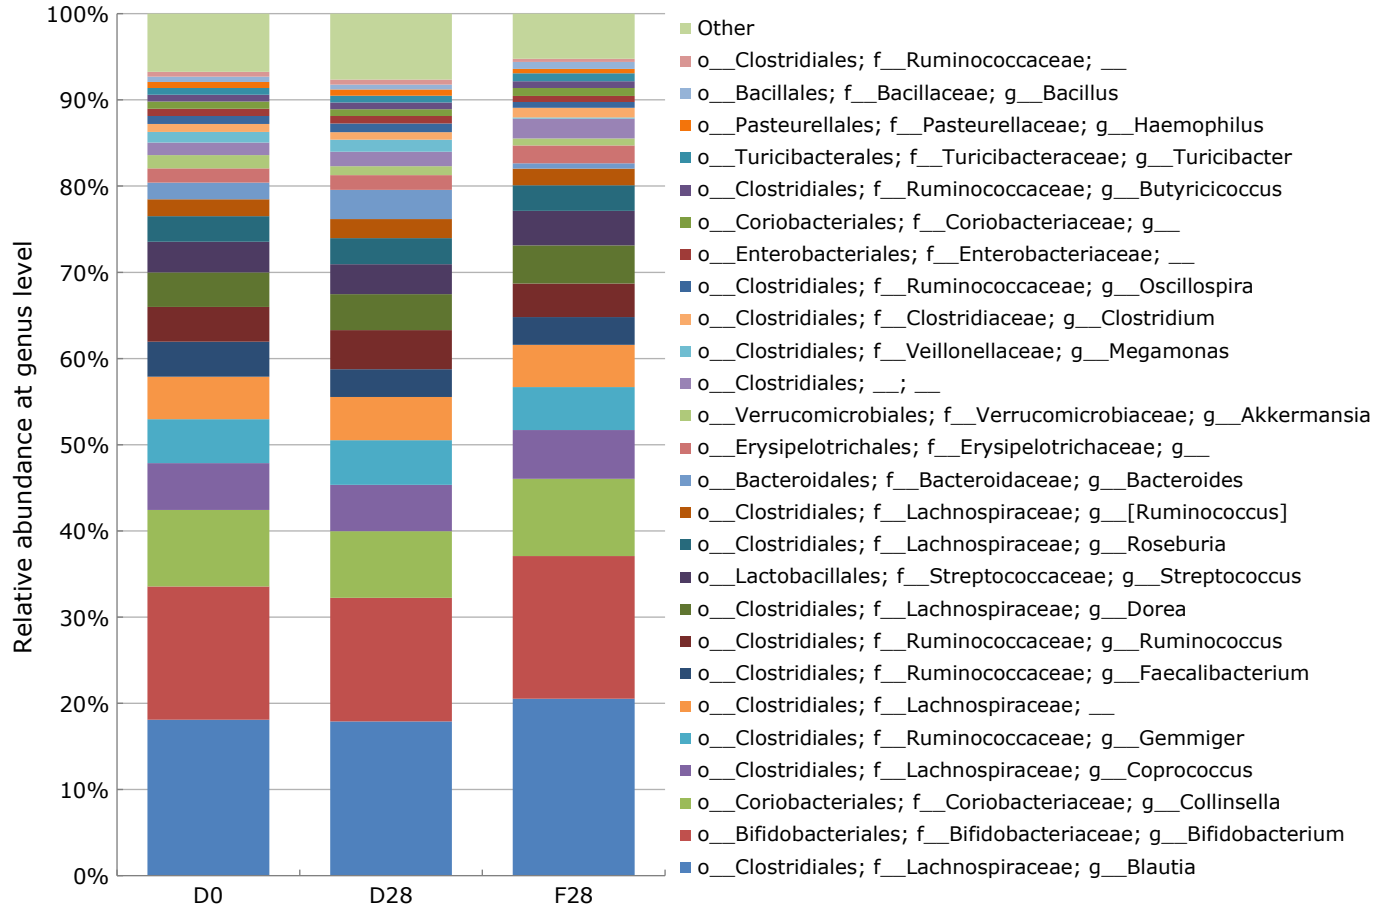 Relative abundance at genus level
100%
90%
80%
70%
60%
50%
40%
30%
20%
10%
0%
D0 D28 F28
Other
o__Clostridiales; f__Ruminococcaceae; __
o__Bacillales; f__Bacillaceae; g__Bacillus
o__Pasteurellales; f__Pasteurellaceae; g__Haemophilus
o__Turicibacterales; f__Turicibacteraceae; g__Turicibacter
o__Clostridiales; f__Ruminococcaceae; g__Butyricicoccus
o__Coriobacteriales; f__Coriobacteriaceae; g__
o__Enterobacteriales; f__Enterobacteriaceae; __
o__Clostridiales; f__Ruminococcaceae; g__Oscillospira
o__Clostridiales; f__Clostridiaceae; g__Clostridium
o__Clostridiales; f__Veillonellaceae; g__Megamonas
o__Clostridiales; __; __
o__Verrucomicrobiales; f__Verrucomicrobiaceae; g__Akkermansia
o__Erysipelotrichales; f__Erysipelotrichaceae; g__
o__Bacteroidales; f__Bacteroidaceae; g__Bacteroides
o__Clostridiales; f__Lachnospiraceae; g__[Ruminococcus]
o__Clostridiales; f__Lachnospiraceae; g__Roseburia
o__Lactobacillales; f__Streptococcaceae; g__Streptococcus
o__Clostridiales; f__Lachnospiraceae; g__Dorea
o__Clostridiales; f__Ruminococcaceae; g__Ruminococcus
o__Clostridiales; f__Ruminococcaceae; g__Faecalibacterium
o__Clostridiales; f__Lachnospiraceae; __
o__Clostridiales; f__Ruminococcaceae; g__Gemmiger
o__Clostridiales; f__Lachnospiraceae; g__Coprococcus
o__Coriobacteriales; f__Coriobacteriaceae; g__Collinsella
o__Bifidobacteriales; f__Bifidobacteriaceae; g__Bifidobacterium
o__Clostridiales; f__Lachnospiraceae; g__Blautia